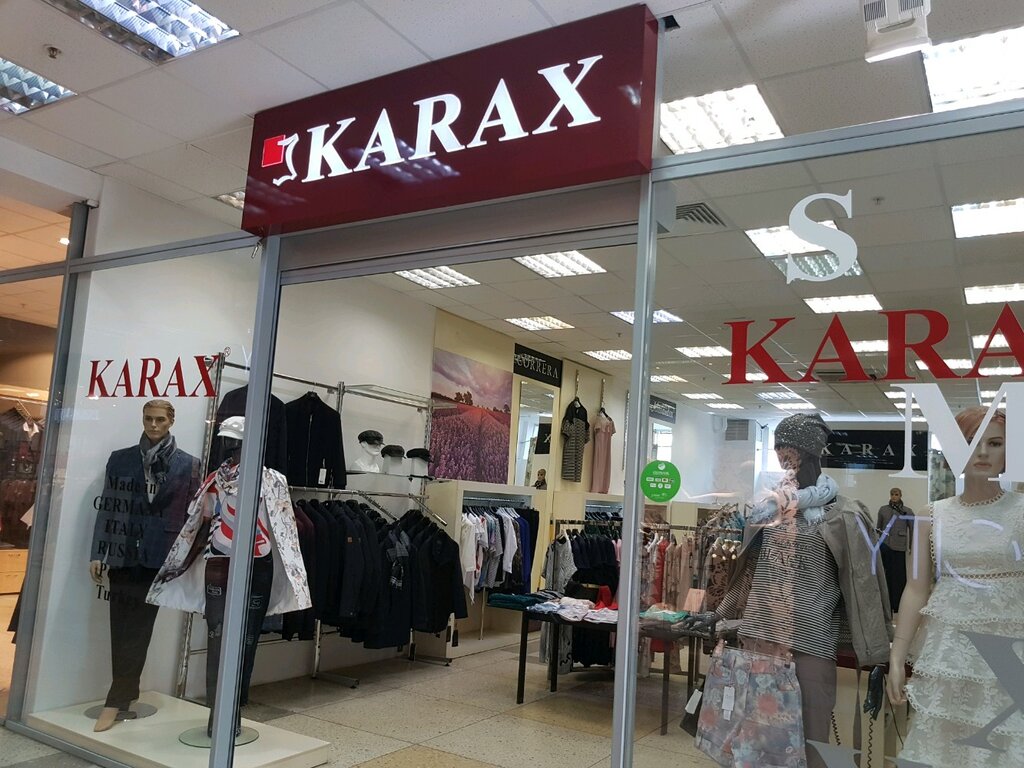 KARAX
KARAX
Made in
GERMANY
ITALY
RUSSIA
Turkey
CORRERA
S
KARA
M
KARAX